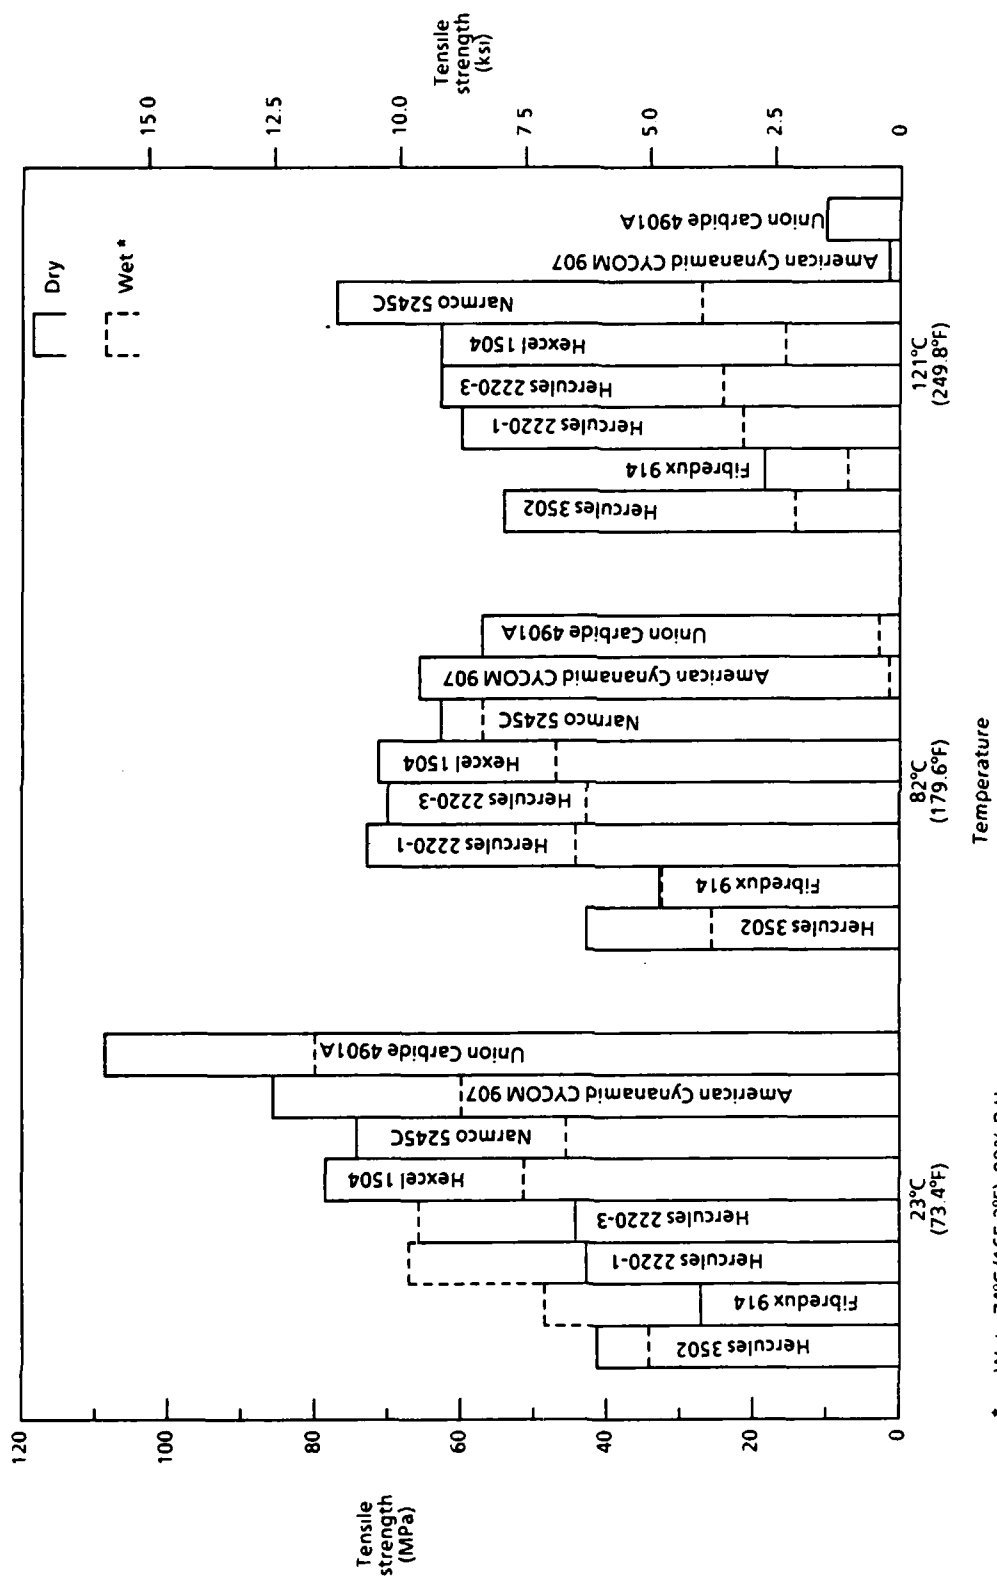 Tensile
strength
(MPa)
120
100
80
60
40
20
0
Tensile
strength
(ksi)
15.0
12.5
10.0
7.5
5.0
2.5
0
Dry
Wet *
Hercules 3502
Fibredux 914
Hercules 2220-1
Hercules 2220-3
Hexcel 1504
Narmco 5245C
American Cynanamid CYCOM 907
Union Carbide 4901A
23°C
(73.4°F)
Hercules 3502
Fibredux 914
Hercules 2220-1
Hercules 2220-3
Hexcel 1504
Narmco 5245C
American Cynanamid CYCOM 907
Union Carbide 4901A
82°C
(179.6°F)
Hercules 3502
Fibredux 914
Hercules 2220-1
Hercules 2220-3
Hexcel 1504
Narmco 5245C
American Cynanamid CYCOM 907
Union Carbide 4901A
121°C
(249.8°F)
Temperature
*